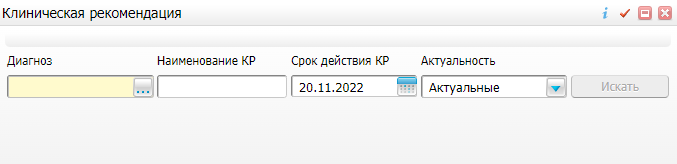 Клиническая рекомендация
Диагноз Наименование КР Срок действия КР Актуальность
20.11.2022 Актуальные Искать